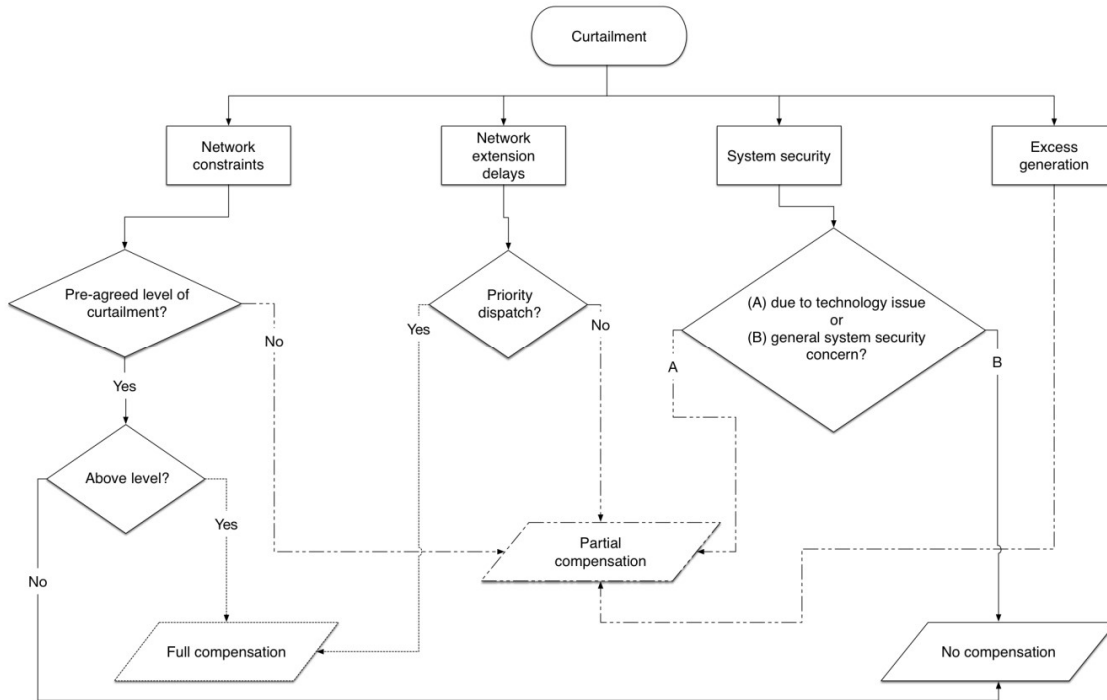 Curtailment
Network
constraints
Network
extension
delays
System security
Excess
generation
Pre-agreed level of
curtailment?
Priority
dispatch?
(A) due to technology issue
or
(B) general system security
concern?
No
Yes
No
A
B
Yes
Above level?
Yes
No
Partial
compensation
Full compensation
No compensation